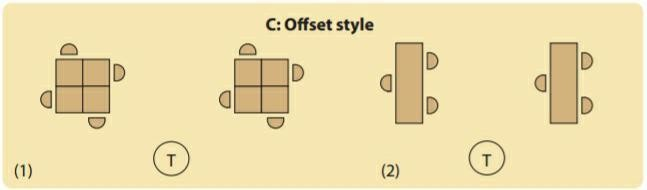 C: Offset style
T
T
(1)
(2)